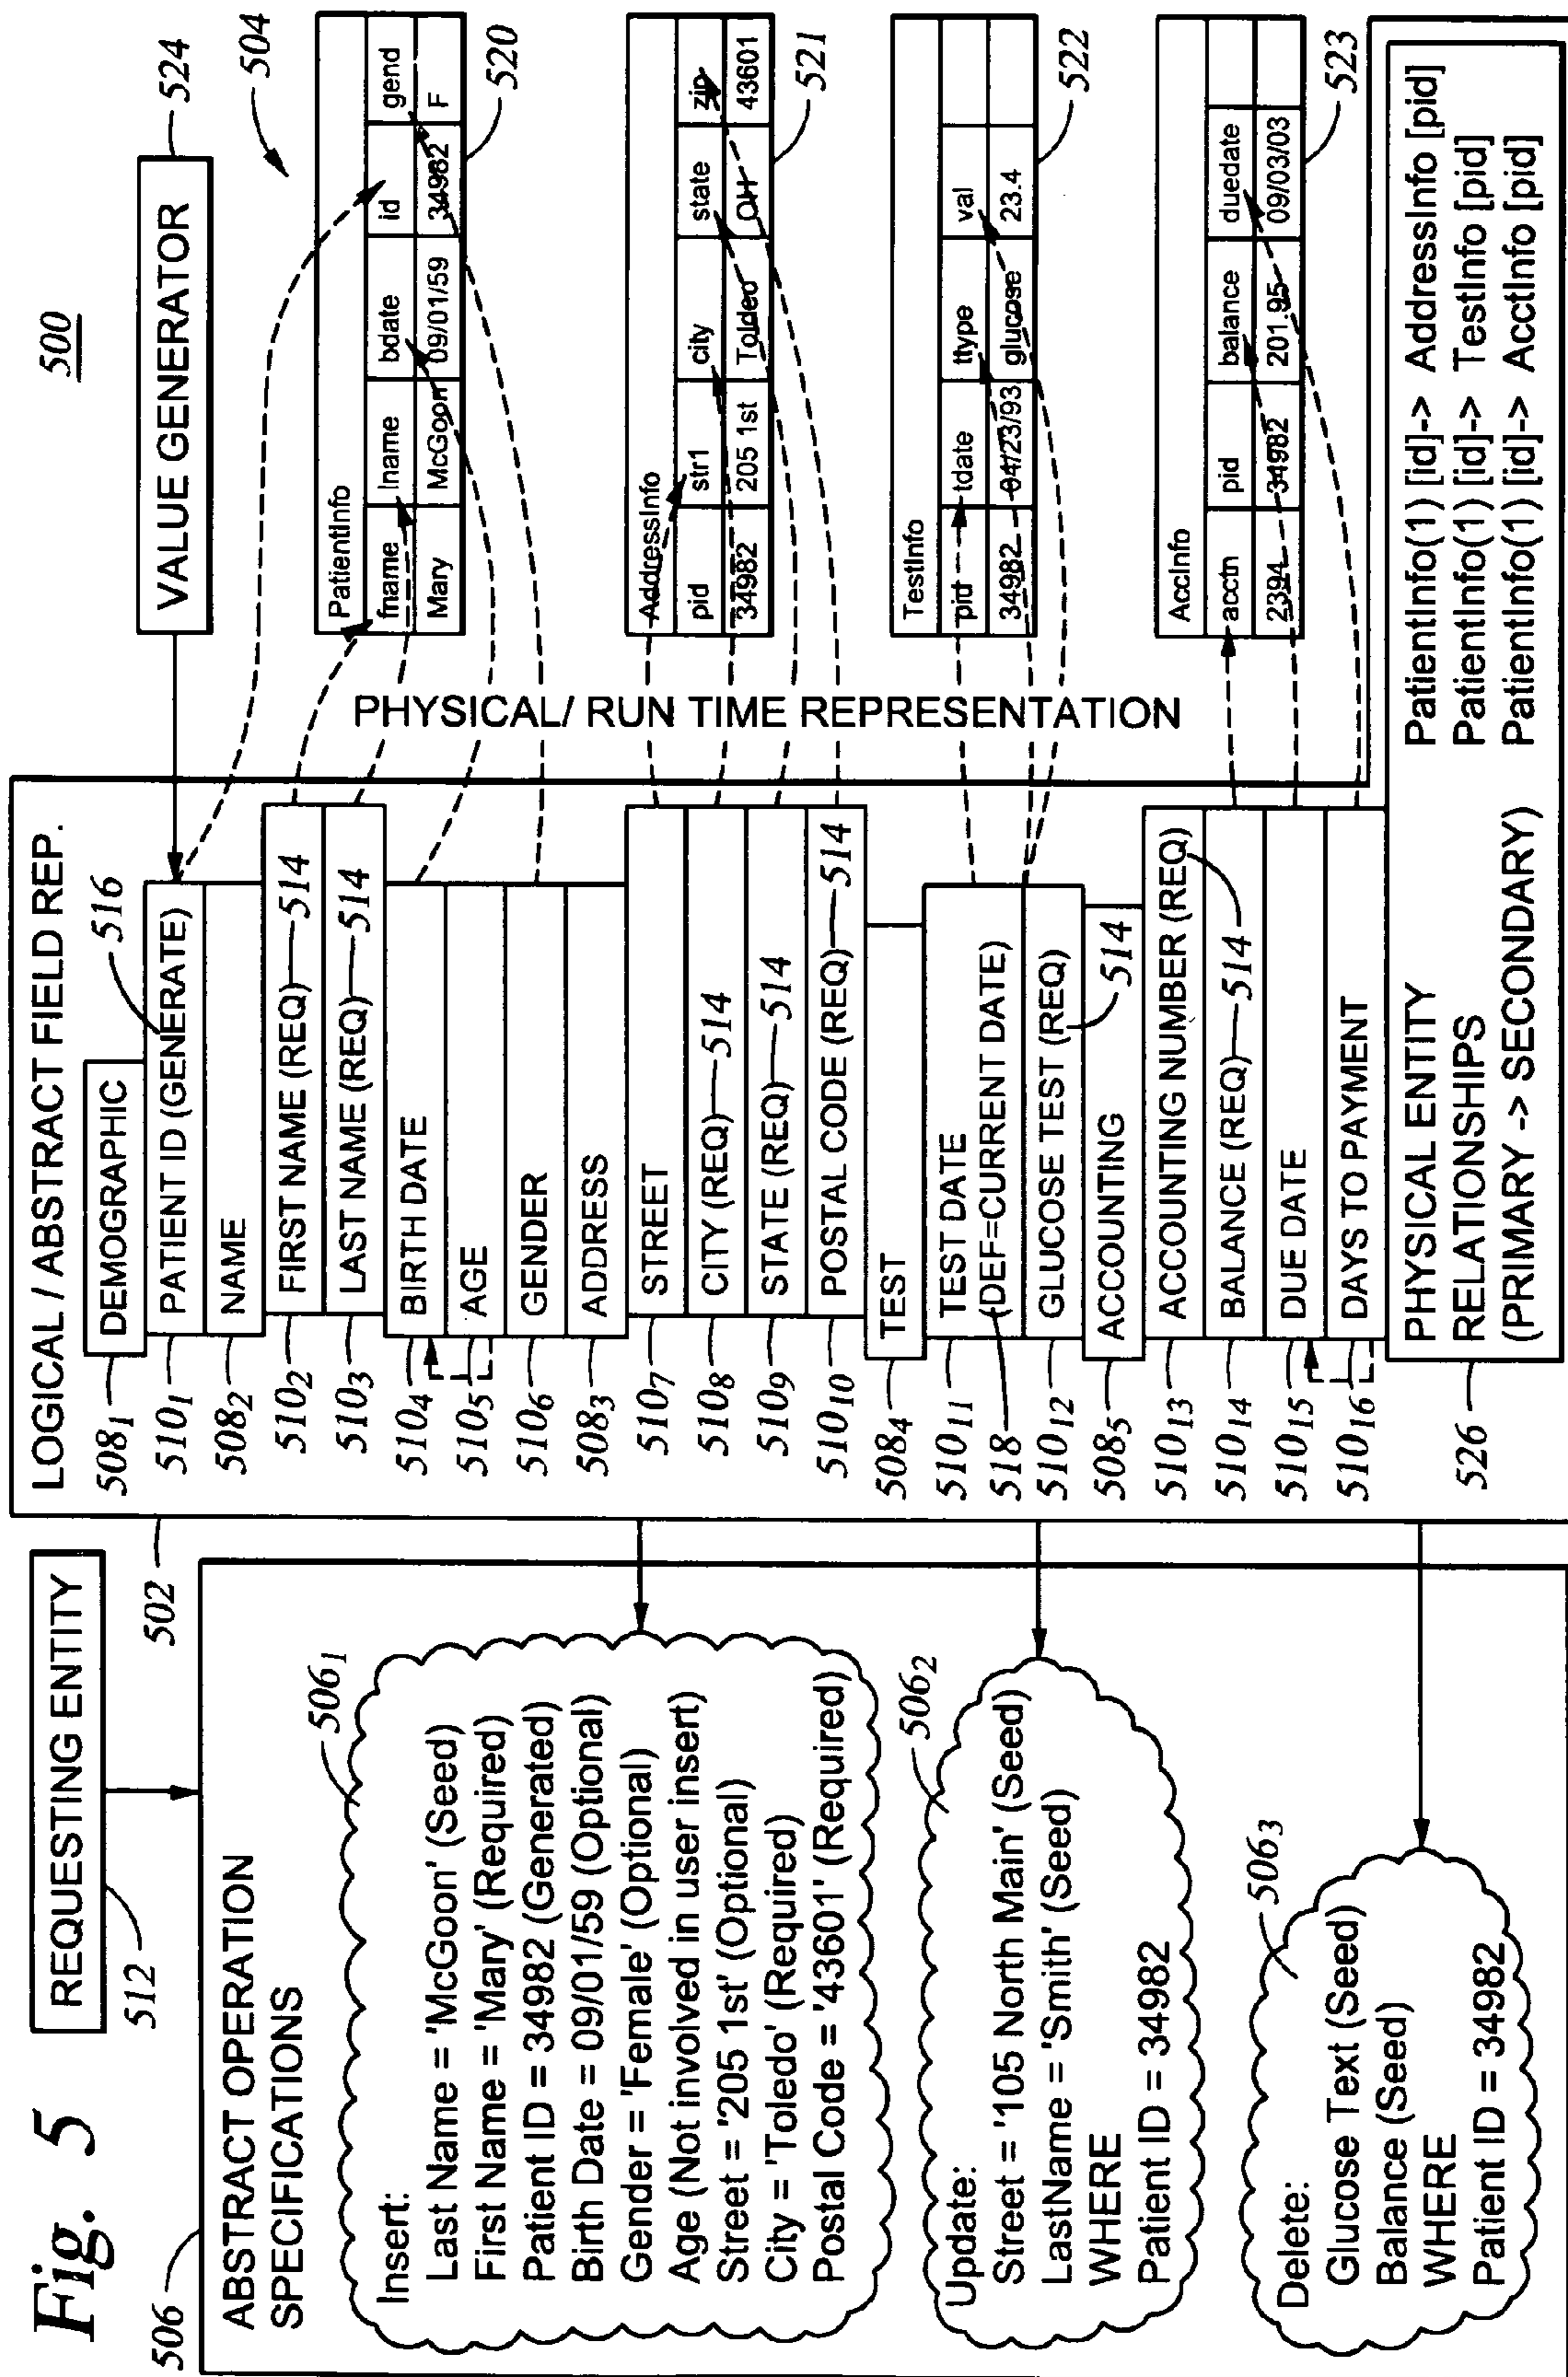 Fig. 5
500
REQUESTING ENTITY
512
506
ABSTRACT OPERATION
SPECIFICATIONS
506₁
Insert:
Last Name = 'McGoon' (Seed)
First Name = 'Mary' (Required)
Patient ID = 34982 (Generated)
Birth Date = 09/01/59 (Optional)
Gender = 'Female' (Optional)
Age (Not involved in user insert)
Street = '205 1st' (Optional)
City = 'Toledo' (Required)
Postal Code = '43601' (Required)
506₂
Update:
Street = '105 North Main' (Seed)
LastName = 'Smith' (Seed)
WHERE
Patient ID = 34982
506₃
Delete:
Glucose Text (Seed)
Balance (Seed)
WHERE
Patient ID = 34982
502
LOGICAL / ABSTRACT FIELD REP.
508₁ DEMOGRAPHIC 516
510₁ PATIENT ID (GENERATE)
508₂ NAME
510₂ FIRST NAME (REQ) 514
510₃ LAST NAME (REQ) 514
510₄ BIRTH DATE
510₅ AGE
510₆ GENDER
508₃ ADDRESS
510₇ STREET
510₈ CITY (REQ) 514
510₉ STATE (REQ) 514
510₁₀ POSTAL CODE (REQ) 514
508₄ TEST
510₁₁ TEST DATE
518 (DEF=CURRENT DATE)
510₁₂ GLUCOSE TEST (REQ) 514
508₅ ACCOUNTING
510₁₃ ACCOUNTING NUMBER (REQ)
510₁₄ BALANCE (REQ) 514
510₁₅ DUE DATE
510₁₆ DAYS TO PAYMENT
526
PHYSICAL ENTITY
RELATIONSHIPS
(PRIMARY -> SECONDARY)
PatientInfo(1) [id]-> AddressInfo [pid]
PatientInfo(1) [id]-> TestInfo [pid]
PatientInfo(1) [id]-> AcctInfo [pid]
VALUE GENERATOR 524
504
PHYSICAL/ RUN TIME REPRESENTATION
PatientInfo
fname lname bdate id gend
Mary McGoon 09/01/59 34982 F
520
AddressInfo
pid str1 city state zip
34982 205 1st Toldeo OH 43601
521
TestInfo
pid tdate ttype val
34982 04/23/93 glucose 23.4
522
AccInfo
acctn pid balance duedate
2394 34982 201.95 09/03/03
523